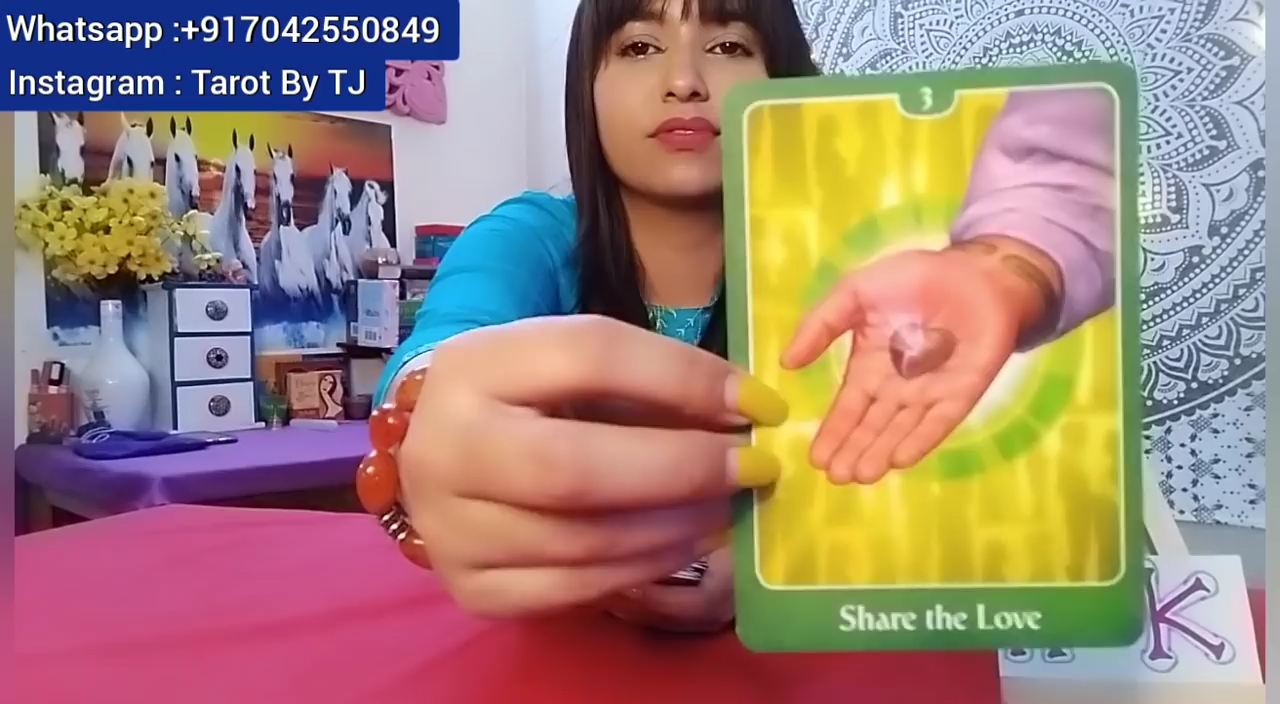 Whatsapp :+917042550849
Instagram : Tarot By TJ
3
Share the Love
K